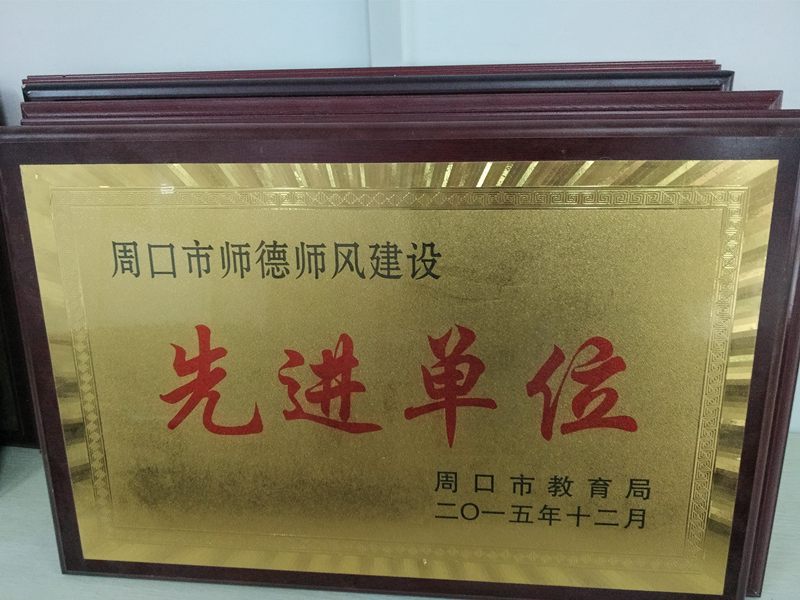 周口市师德师风建设
先进单位
周口市教育局
二〇一五年十二月